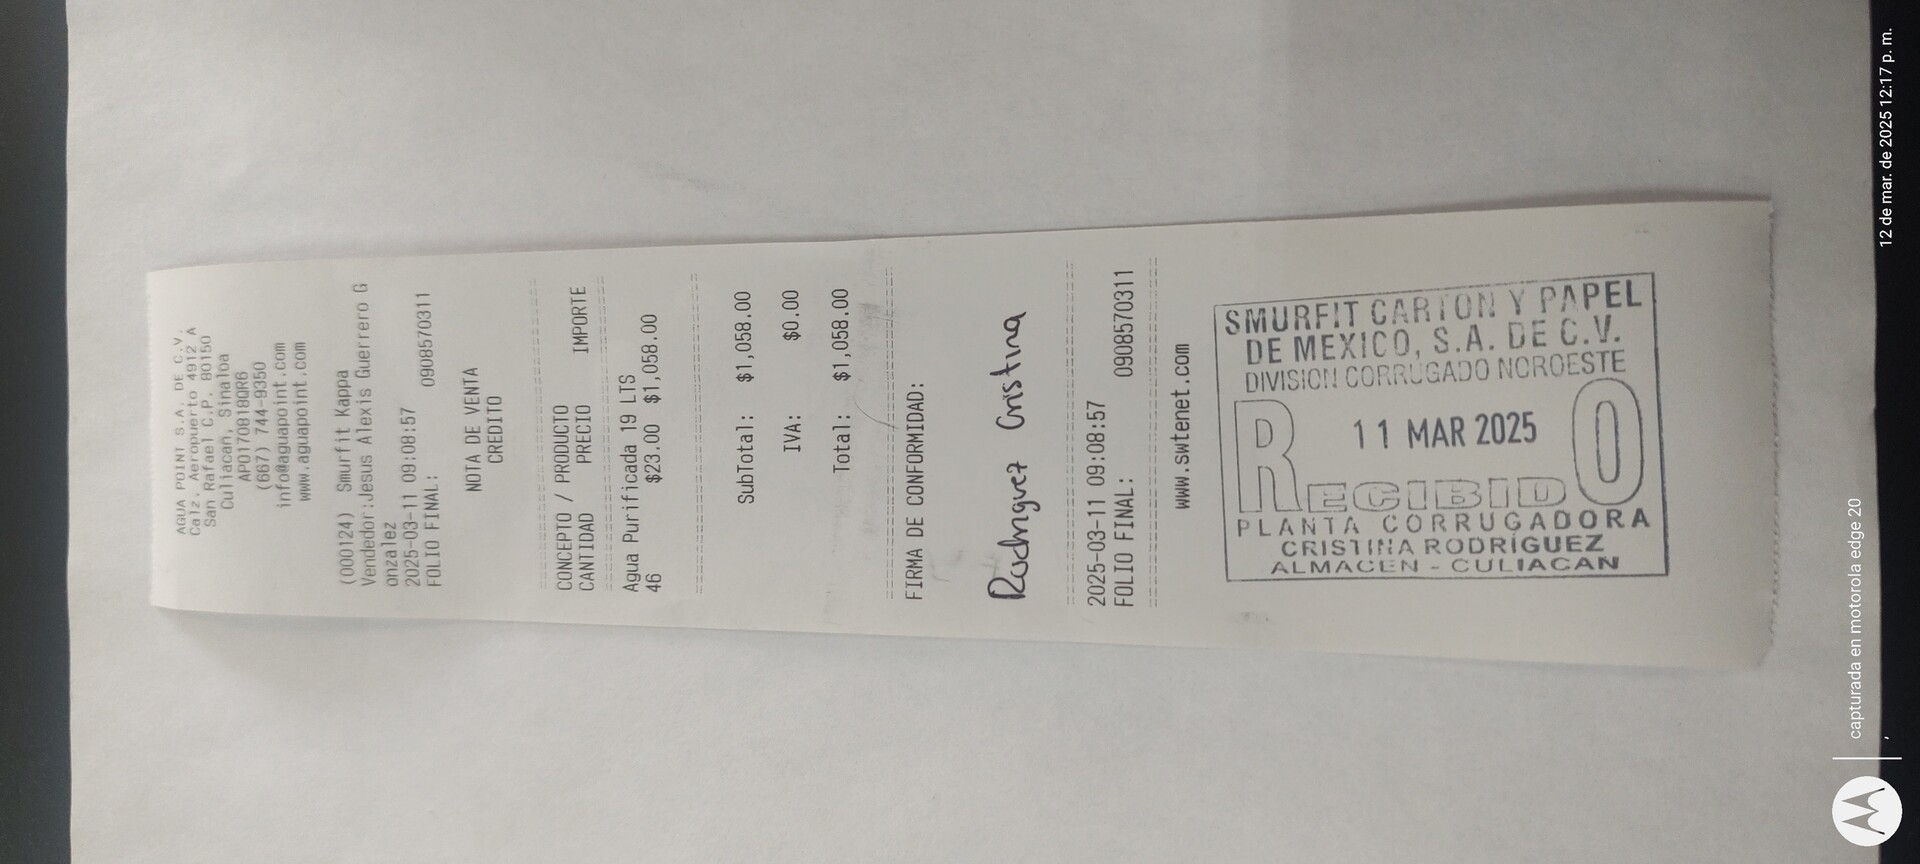 AGUA POINT S.A. DE C.V.
Calz. Aeropuerto 4912 A
San Rafael C.P. 80150
Culiacan, Sinaloa
APO170818QR6
(667) 744-9350
info@aguapoint.com
www.aguapoint.com
(000124) Smurfit Kappa
Vendedor:Jesus Alexis Guerrero G
onzalez
2025-03-11 09:08:57
FOLIO FINAL: 0908570311
NOTA DE VENTA
CREDITO
CONCEPTO / PRODUCTO
CANTIDAD PRECIO IMPORTE
Agua Purificada 19 LTS
46 $23.00 $1,058.00
SubTotal: $1,058.00
IVA: $0.00
Total: $1,058.00
FIRMA DE CONFORMIDAD:
Rodriguez Cristina
2025-03-11 09:08:57
FOLIO FINAL: 0908570311
www.swtenet.com
SMURFIT CARTON Y PAPEL
DE MEXICO, S.A. DE C.V.
DIVISION CORRUGADO NOROESTE
11 MAR 2025
RECIBIDO
PLANTA CORRUGADORA
CRISTINA RODRÍGUEZ
ALMACEN - CULIACAN
capturada en motorola edge 20
12 de mar. de 2025 12:17 p. m.